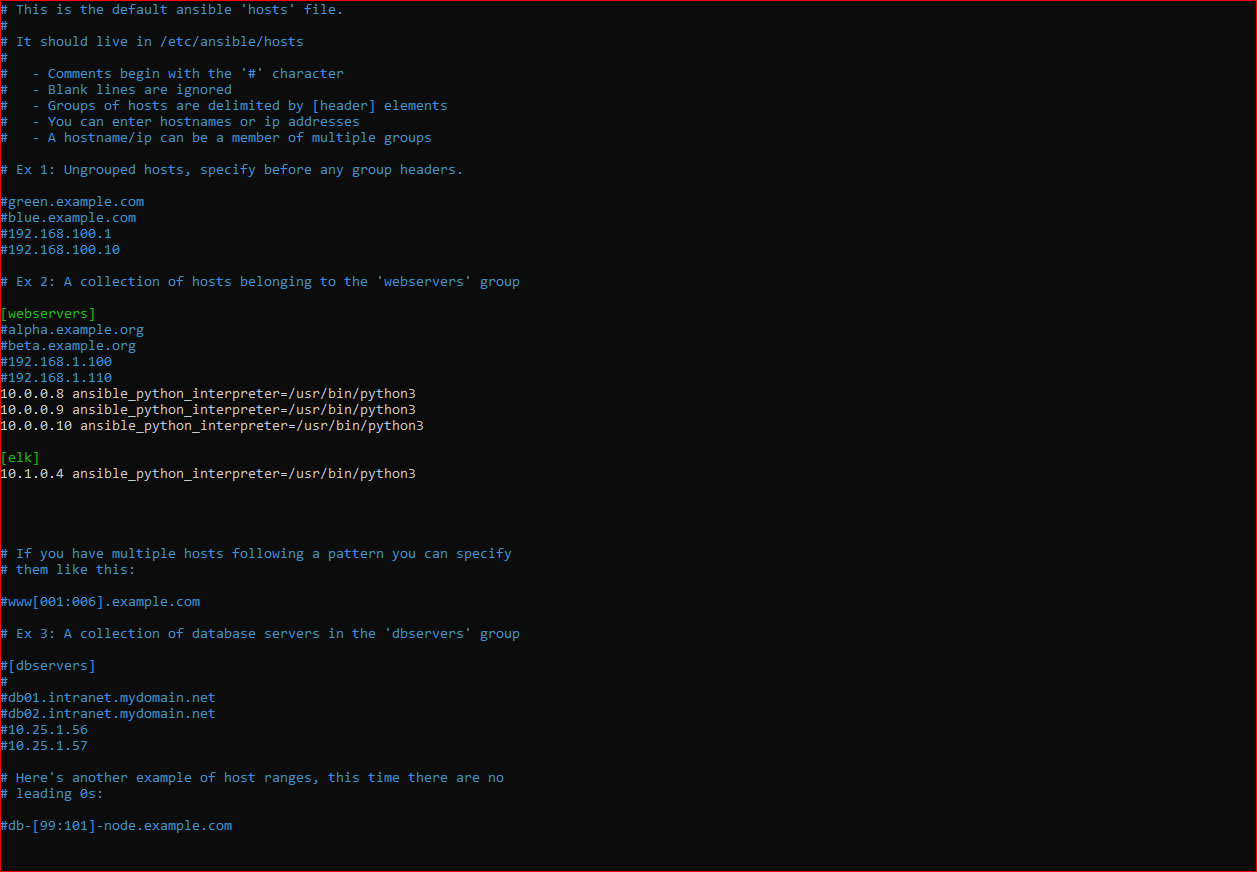 # This is the default ansible 'hosts' file.
#
# It should live in /etc/ansible/hosts
#
#   - Comments begin with the '#' character
#   - Blank lines are ignored
#   - Groups of hosts are delimited by [header] elements
#   - You can enter hostnames or ip addresses
#   - A hostname/ip can be a member of multiple groups

# Ex 1: Ungrouped hosts, specify before any group headers.

#green.example.com
#blue.example.com
#192.168.100.1
#192.168.100.10

# Ex 2: A collection of hosts belonging to the 'webservers' group

[webservers]
#alpha.example.org
#beta.example.org
#192.168.1.100
#192.168.1.110
10.0.0.8 ansible_python_interpreter=/usr/bin/python3
10.0.0.9 ansible_python_interpreter=/usr/bin/python3
10.0.0.10 ansible_python_interpreter=/usr/bin/python3

[elk]
10.1.0.4 ansible_python_interpreter=/usr/bin/python3

# If you have multiple hosts following a pattern you can specify
# them like this:

#www[001:006].example.com

# Ex 3: A collection of database servers in the 'dbservers' group

#[dbservers]
#
#db01.intranet.mydomain.net
#db02.intranet.mydomain.net
#10.25.1.56
#10.25.1.57

# Here's another example of host ranges, this time there are no
# leading 0s:

#db-[99:101]-node.example.com